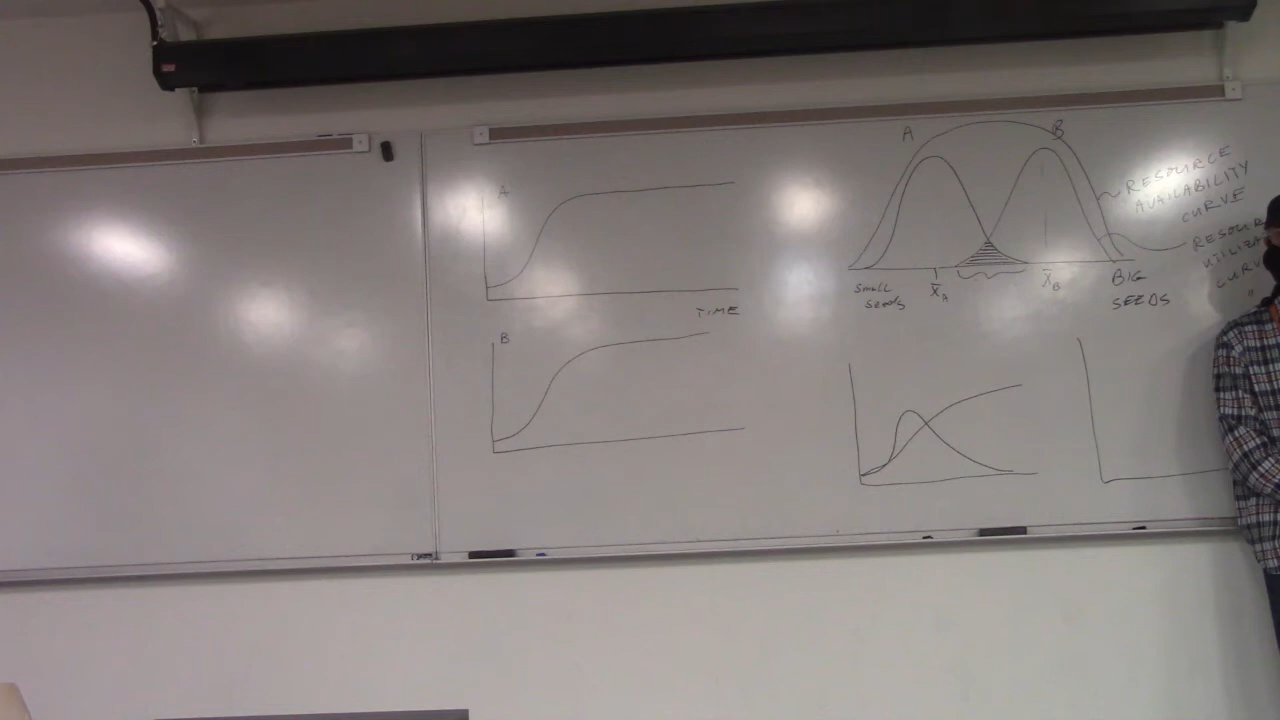 A
TIME
B
A
B
RESOURCE
AVAILABILITY
CURVE
small
seeds
X̄A
X̄B
BIG
SEEDS